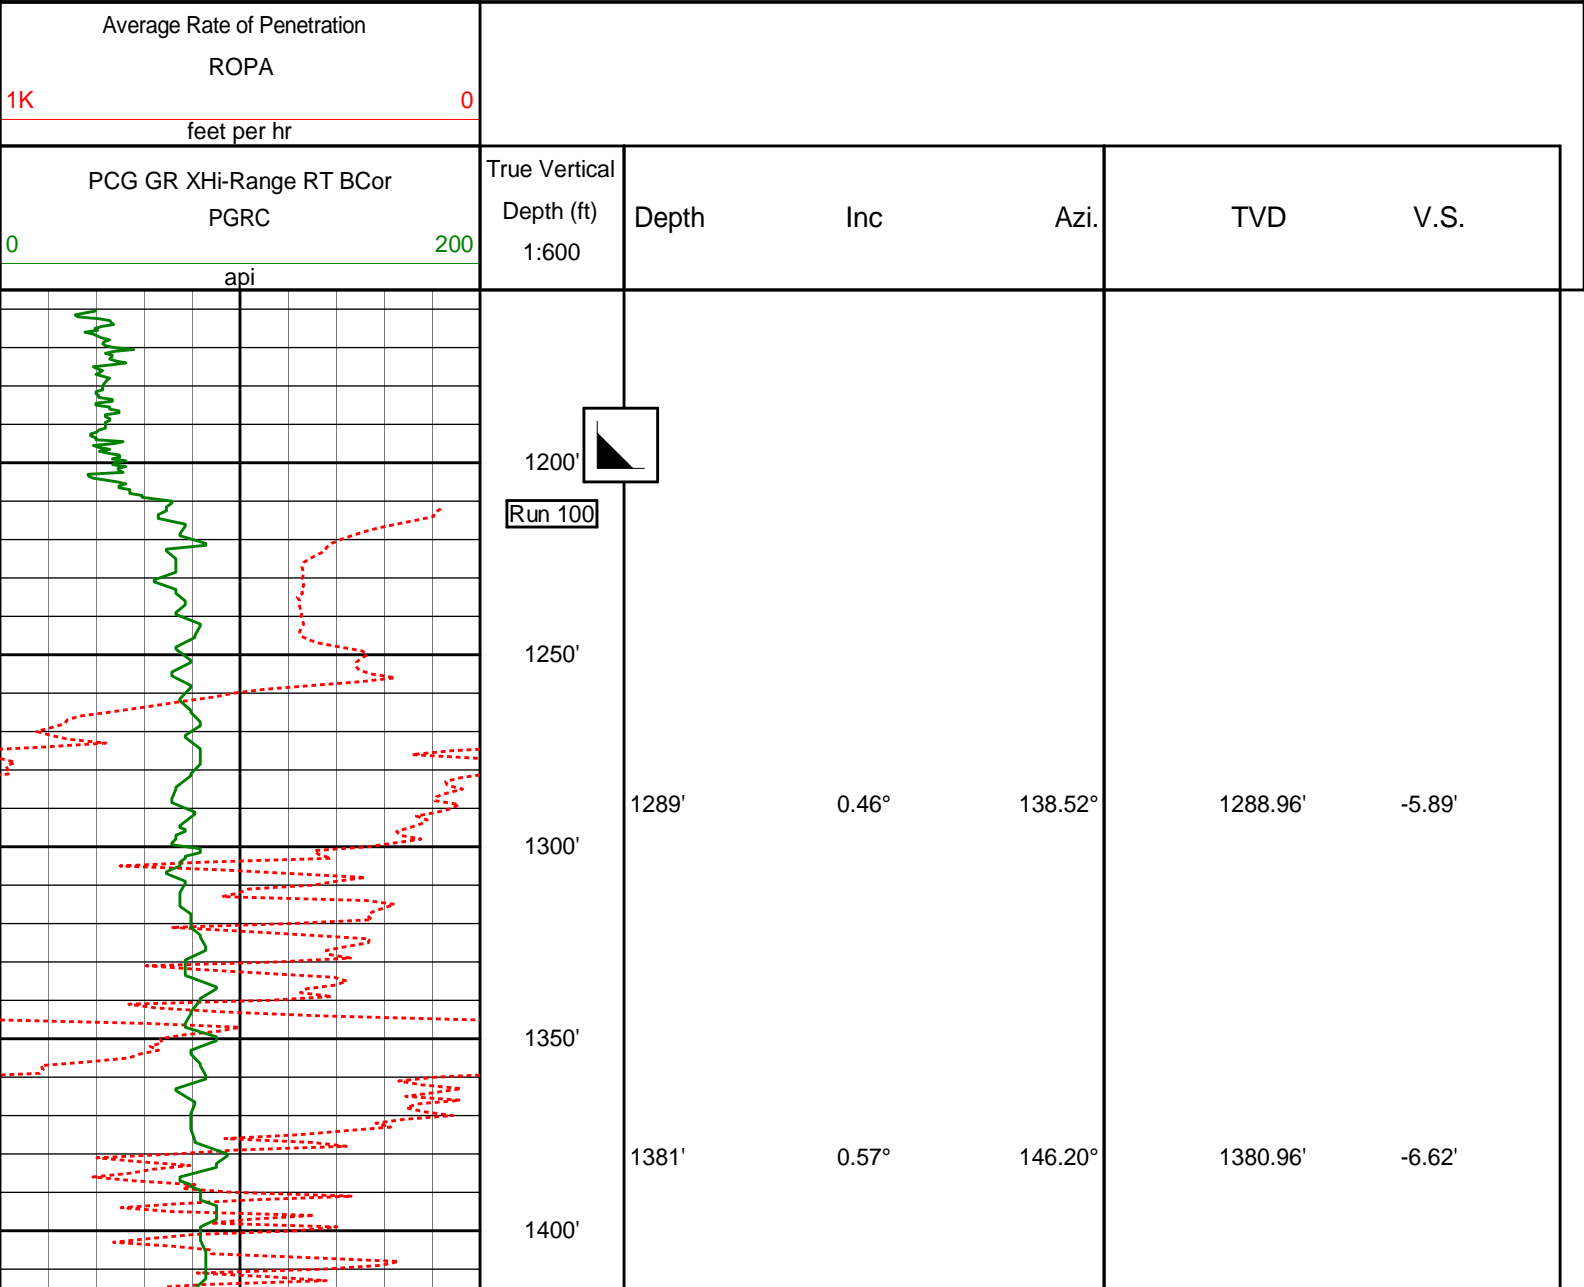 Average Rate of Penetration
ROPA
1K 0
feet per hr
PCG GR XHi-Range RT BCor
PGRC
0 200
api
True Vertical
Depth (ft)
1:600
Depth Inc Azi. TVD V.S.
1200'
Run 100
1250'
1289' 0.46° 138.52° 1288.96' -5.89'
1300'
1350'
1381' 0.57° 146.20° 1380.96' -6.62'
1400'